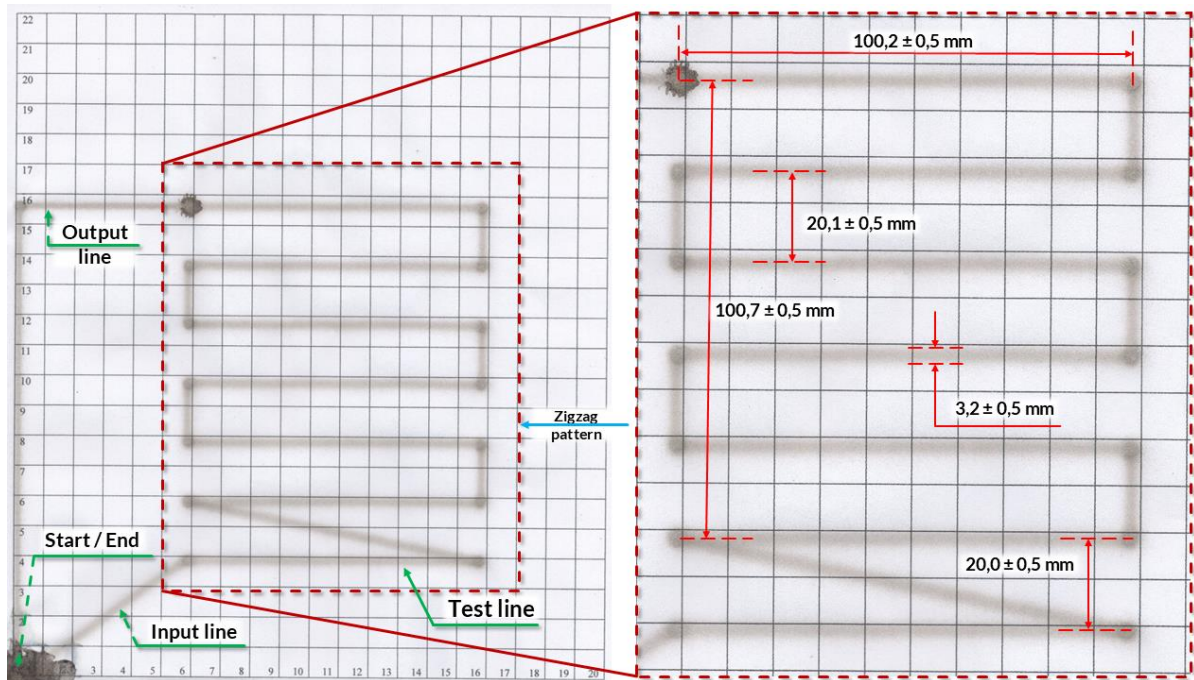 22
21
20
19
18
17
16
15
14
13
12
11
10
9
8
7
6
5
4
3
2
3 4 5 6 7 8 9 10 11 12 13 14 15 16 17 18 19 20
Output
line
Start / End
Input line
Test line
Zigzag
pattern
100,2 ± 0,5 mm
20,1 ± 0,5 mm
100,7 ± 0,5 mm
3,2 ± 0,5 mm
20,0 ± 0,5 mm